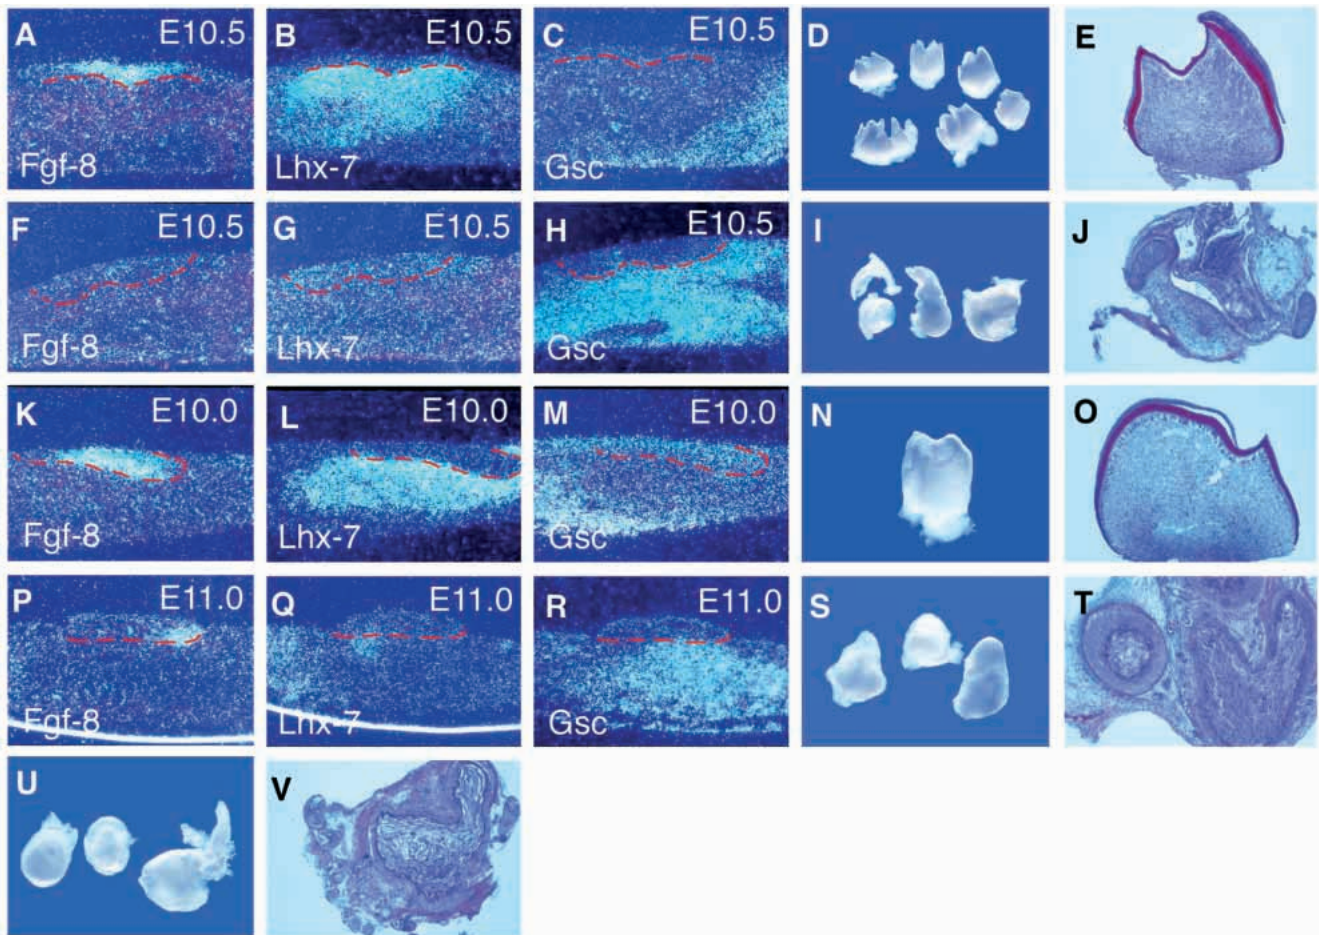 A E10.5 Fgf-8
B E10.5 Lhx-7
C E10.5 Gsc
D
E
F E10.5 Fgf-8
G E10.5 Lhx-7
H E10.5 Gsc
I
J
K E10.0 Fgf-8
L E10.0 Lhx-7
M E10.0 Gsc
N
O
P E11.0 Fgf-8
Q E11.0 Lhx-7
R E11.0 Gsc
S
T
U
V